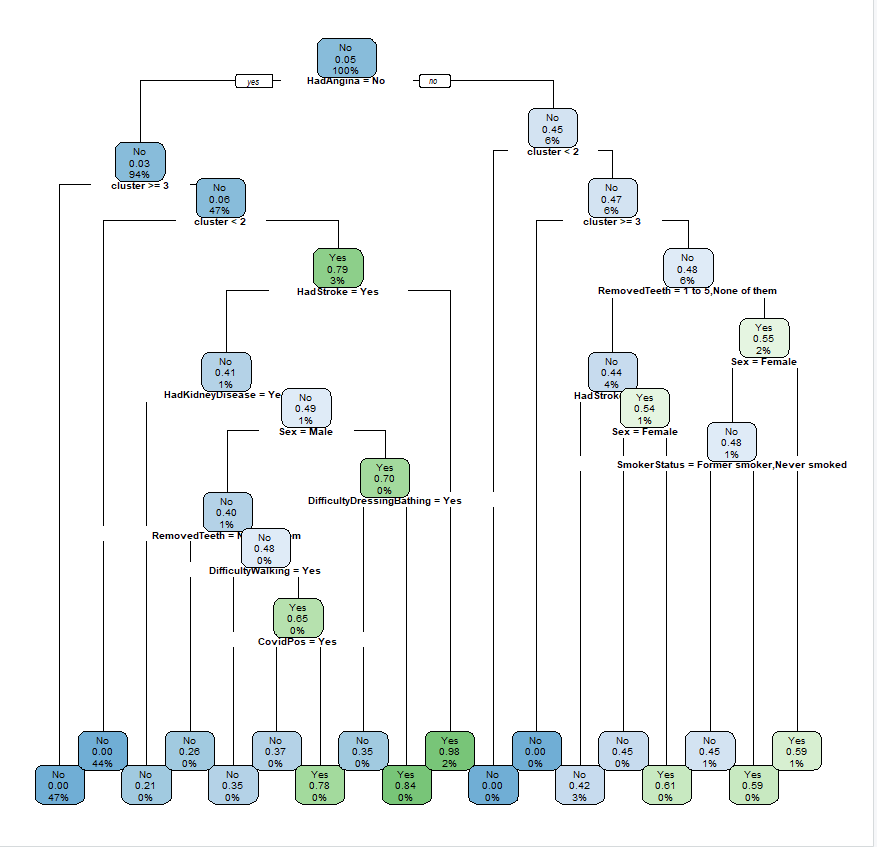 No
0.05
100%
HadAngina = No
yes
no
No
0.45
6%
cluster < 2
No
0.03
94%
cluster >= 3
No
0.06
47%
cluster < 2
No
0.47
6%
cluster >= 3
Yes
0.79
3%
HadStroke = Yes
No
0.48
6%
RemovedTeeth = 1 to 5,None of them
Yes
0.55
2%
Sex = Female
No
0.41
1%
HadKidneyDisease = Ye
No
0.44
4%
HadStrok
No
0.49
1%
Sex = Male
Yes
0.54
1%
Sex = Female
No
0.48
1%
SmokerStatus = Former smoker,Never smoked
Yes
0.70
0%
DifficultyDressingBathing = Yes
No
0.40
1%
RemovedTeeth = N
m
No
0.48
0%
DifficultyWalking = Yes
Yes
0.65
0%
CovidPos = Yes
No
0.00
47%
No
0.00
44%
No
0.21
0%
No
0.26
0%
No
0.35
0%
No
0.37
0%
Yes
0.78
0%
No
0.35
0%
Yes
0.84
0%
Yes
0.98
2%
No
0.00
0%
No
0.00
0%
No
0.42
3%
No
0.45
0%
Yes
0.61
0%
No
0.45
1%
Yes
0.59
0%
Yes
0.59
1%